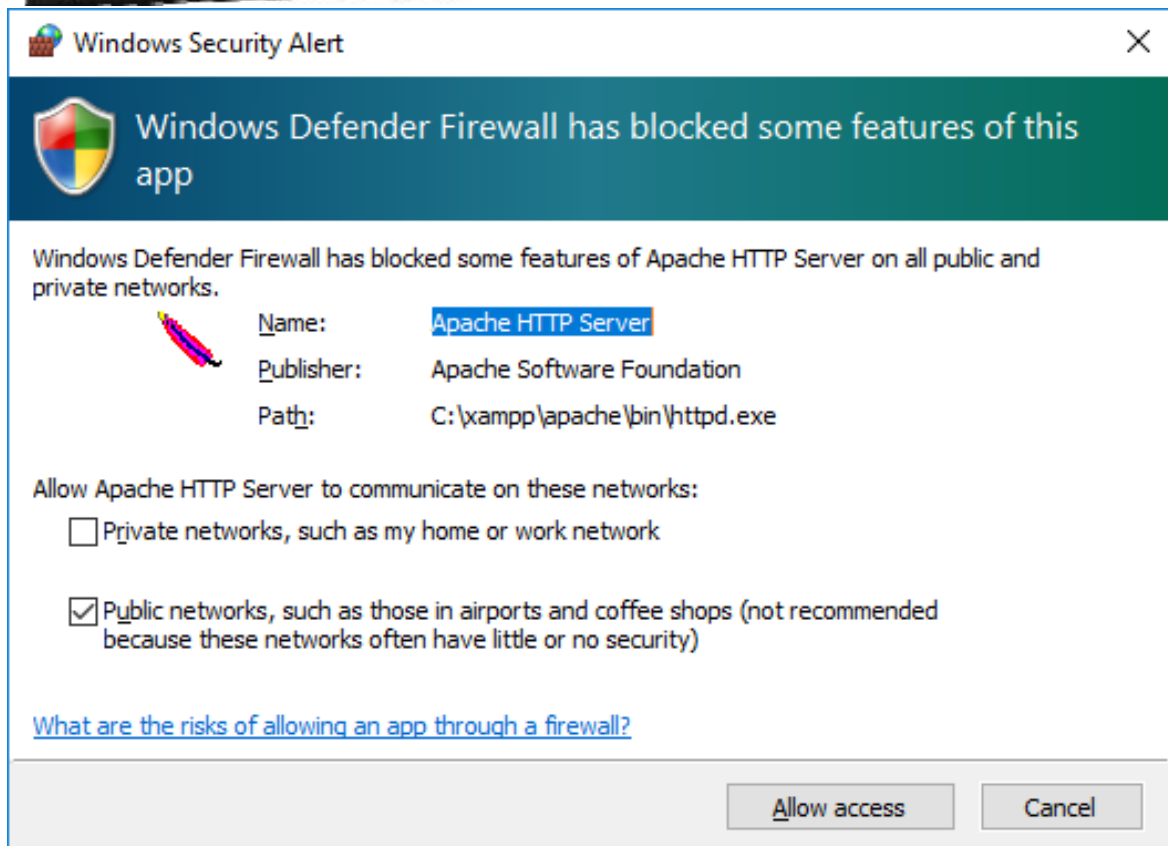 Windows Security Alert
Windows Defender Firewall has blocked some features of this
app
Windows Defender Firewall has blocked some features of Apache HTTP Server on all public and
private networks.
Name: Apache HTTP Server
Publisher: Apache Software Foundation
Path: C:\xampp\apache\bin\httpd.exe
Allow Apache HTTP Server to communicate on these networks:
Private networks, such as my home or work network
Public networks, such as those in airports and coffee shops (not recommended
because these networks often have little or no security)
What are the risks of allowing an app through a firewall?
Allow access Cancel